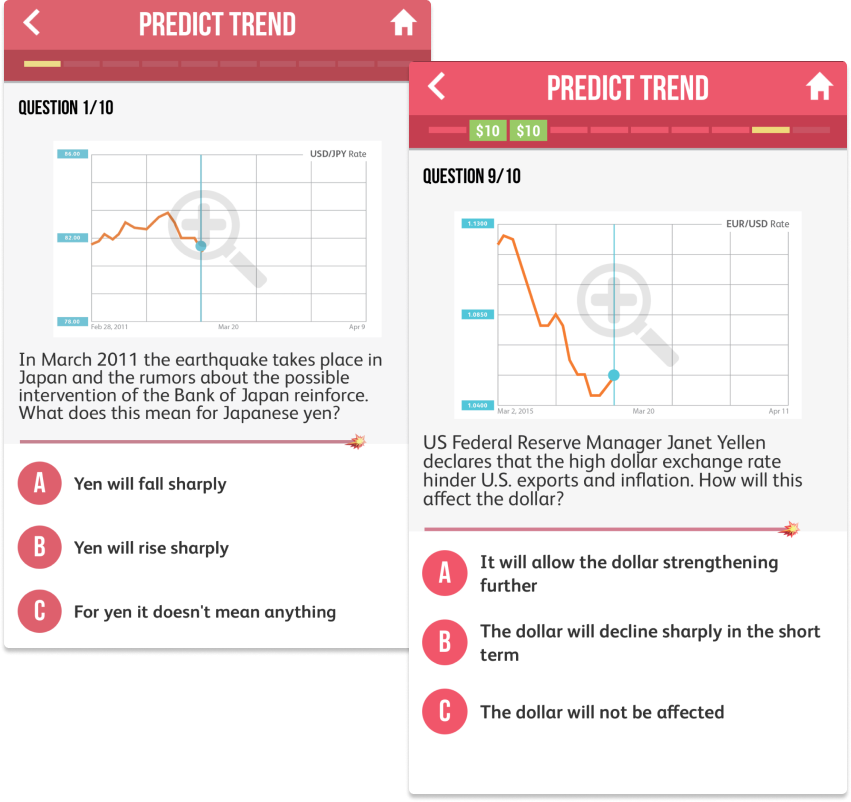 PREDICT TREND
QUESTION 1/10
88.00
USD/JPY Rate
82.00
78.00
Feb 28, 2011
Mar 20
Apr 9
In March 2011 the earthquake takes place in
Japan and the rumors about the possible
intervention of the Bank of Japan reinforce.
What does this mean for Japanese yen?
A
Yen will fall sharply
B
Yen will rise sharply
C
For yen it doesn't mean anything
PREDICT TREND
$10 $10
QUESTION 9/10
1.1300
EUR/USD Rate
1.0850
1.0400
Mar 2, 2015
Mar 20
Apr 11
US Federal Reserve Manager Janet Yellen
declares that the high dollar exchange rate
hinder U.S. exports and inflation. How will this
affect the dollar?
A
It will allow the dollar strengthening
further
B
The dollar will decline sharply in the short
term
C
The dollar will not be affected